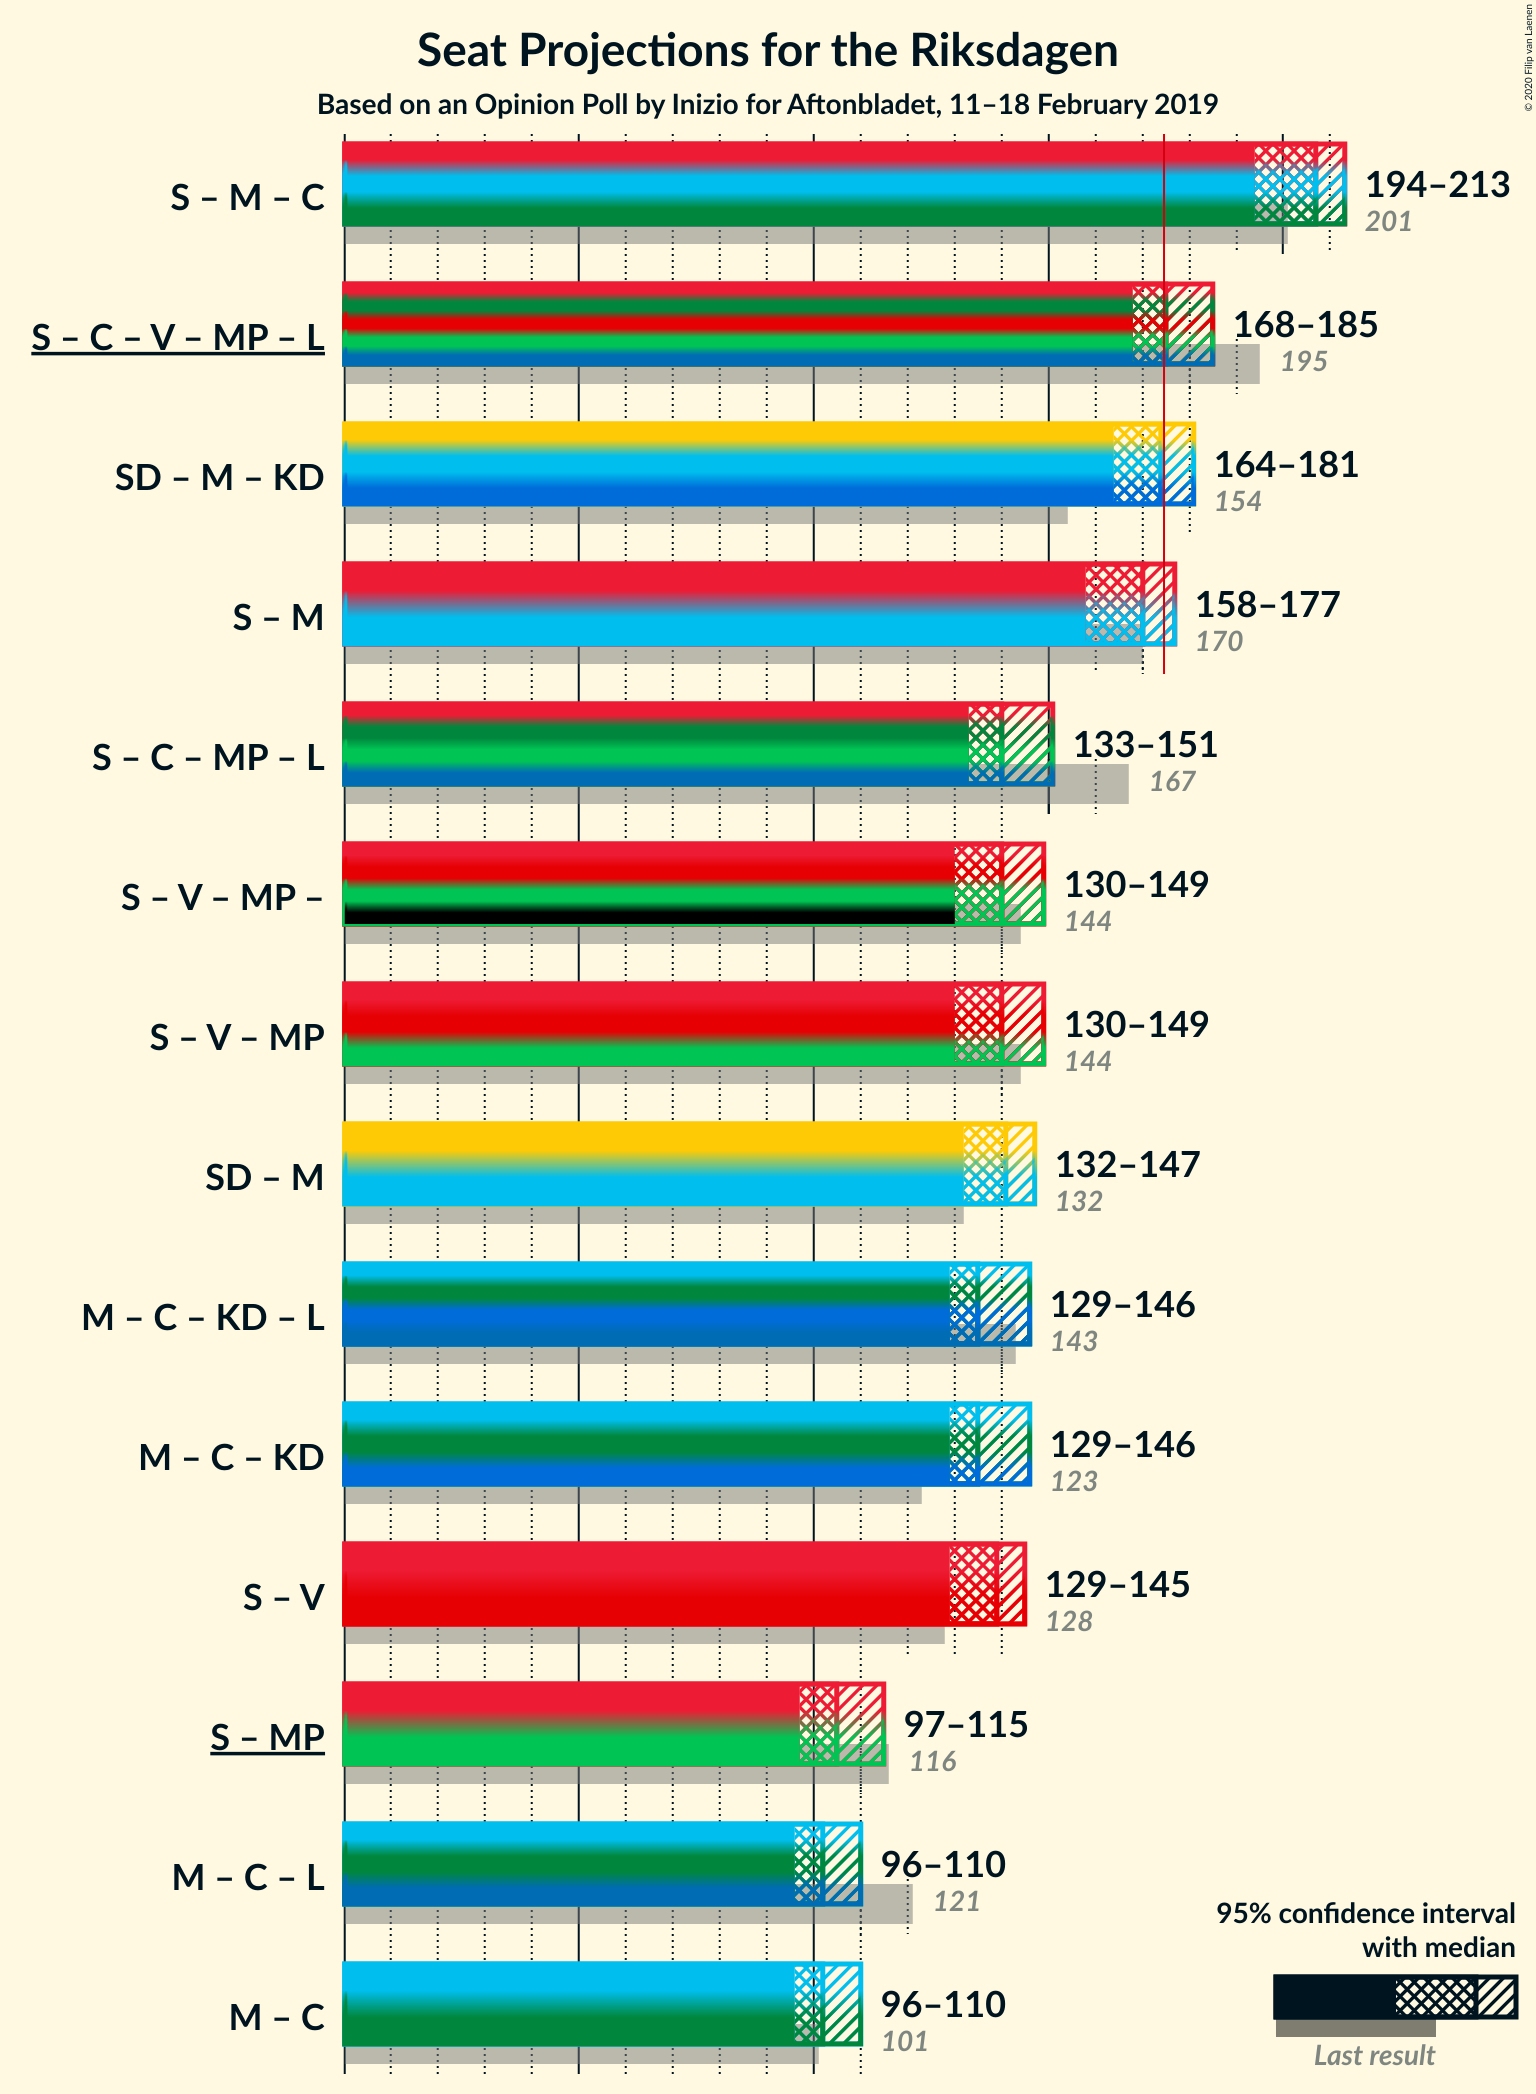 Seat Projections for the Riksdagen
Based on an Opinion Poll by Inizio for Aftonbladet, 11–18 February 2019
© 2020 Filip van Laenen
S – M – C
194–213
201
S – C – V – MP – L
168–185
195
SD – M – KD
164–181
154
S – M
158–177
170
S – C – MP – L
133–151
167
S – V – MP –
130–149
144
S – V – MP
130–149
144
SD – M
132–147
132
M – C – KD – L
129–146
143
M – C – KD
129–146
123
S – V
129–145
128
S – MP
97–115
116
M – C – L
96–110
121
M – C
96–110
101
95% confidence interval
with median
Last result